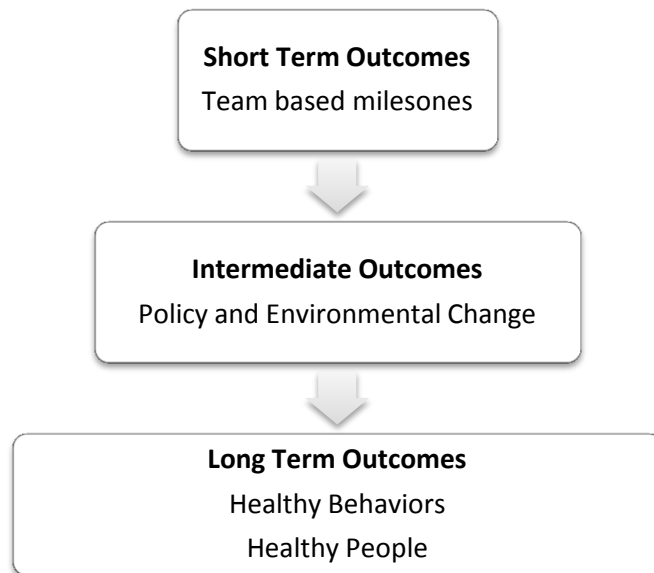 Short Term Outcomes
Team based milesones
Intermediate Outcomes
Policy and Environmental Change
Long Term Outcomes
Healthy Behaviors
Healthy People